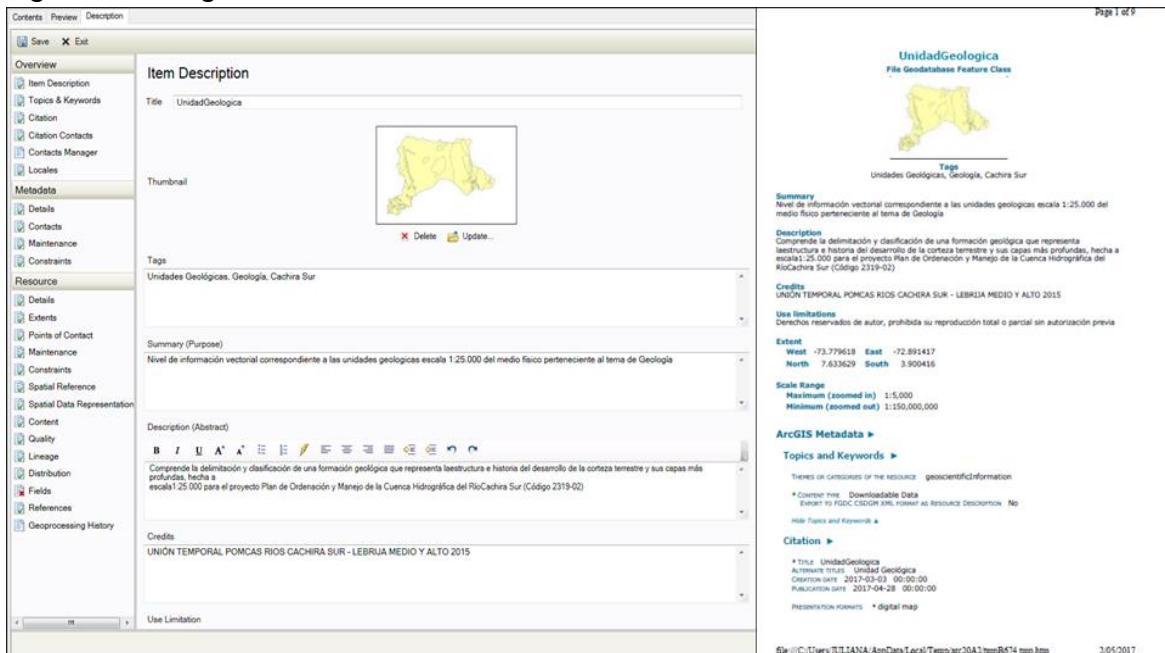 Contents Preview Description
Save Exit
Overview
Item Description
Topics & Keywords
Citation
Citation Contacts
Contacts Manager
Locales
Metadata
Details
Contacts
Maintenance
Constraints
Resource
Details
Extents
Points of Contact
Maintenance
Constraints
Spatial Reference
Spatial Data Representation
Content
Quality
Lineage
Distribution
Fields
References
Geoprocessing History
Item Description
Title UnidadGeologica
Thumbnail
Delete Update...
Tags
Unidades Geológicas, Geología, Cachira Sur
Summary (Purpose)
Nivel de información vectorial correspondiente a las unidades geologicas escala 1:25.000 del medio físico perteneciente al tema de Geología
Description (Abstract)
B I U A A
Comprende la delimitación y clasificación de una formación geológica que representa laestructura e historia del desarollo de la corteza terrestre y sus capas más
profundas, hecha a
escala1:25.000 para el proyecto Plan de Ordenación y Manejo de la Cuenca Hidrográfica del RíoCachira Sur (Código 2319-02)
Credits
UNIÓN TEMPORAL POMCAS RIOS CACHIRA SUR - LEBRIJA MEDIO Y ALTO 2015
Use Limitation
Page 1 of 9
UnidadGeologica
File Geodatabase Feature Class
Tags
Unidades Geológicas, Geología, Cachira Sur
Summary
Nivel de información vectorial correspondiente a las unidades geologicas escala 1:25.000 del
medio físico perteneciente al tema de Geología
Description
Comprende la delimitación y clasificación de una formación geológica que representa
laestructura e historia del desarollo de la corteza terrestre y sus capas más profundas, hecha a
escala1:25.000 para el proyecto Plan de Ordenación y Manejo de la Cuenca Hidrográfica del
RíoCachira Sur (Código 2319-02)
Credits
UNIÓN TEMPORAL POMCAS RIOS CACHIRA SUR - LEBRIJA MEDIO Y ALTO 2015
Use limitations
Derechos reservados de autor, prohibida su reproducción total o parcial sin autorización previa
Extent
West -73.779618 East -72.891417
North 7.633629 South 3.900416
Scale Range
Maximum (zoomed in) 1:5,000
Minimum (zoomed out) 1:150,000,000
ArcGIS Metadata ►
Topics and Keywords ►
THEMES OR CATEGORIES OF THE RESOURCE geoscientificInformation
* CONTENT TYPE Downloadable Data
EXPORT TO FGDC CSDGM XML FORMAT AS RESOURCE DESCRIPTION No
Hide Topics and Keywords ▲
Citation ►
* TITLE UnidadGeologica
ALTERNATE TITLES Unidad Geológica
CREATION DATE 2017-03-03 00:00:00
PUBLICATION DATE 2017-04-28 00:00:00
PRESENTATION FORMATS * digital map
2/05/2017